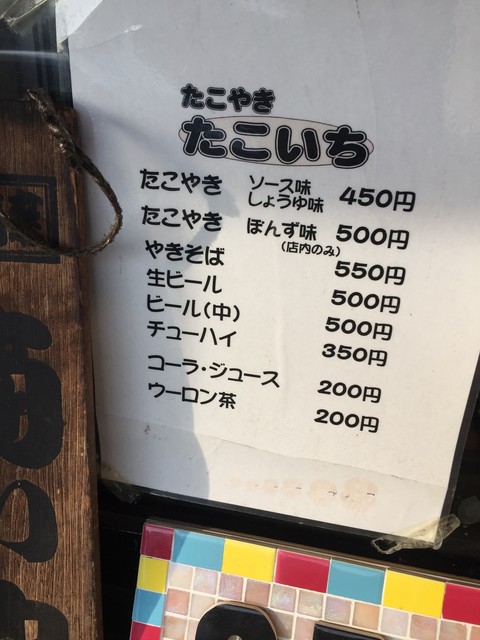 たこやき
たこいち
たこやき ソース味 しょうゆ味 450円
たこやき ぽんず味 (店内のみ) 500円
やきそば 550円
生ビール 500円
ビール(中) 500円
チューハイ 350円
コーラ・ジュース 200円
ウーロン茶 200円